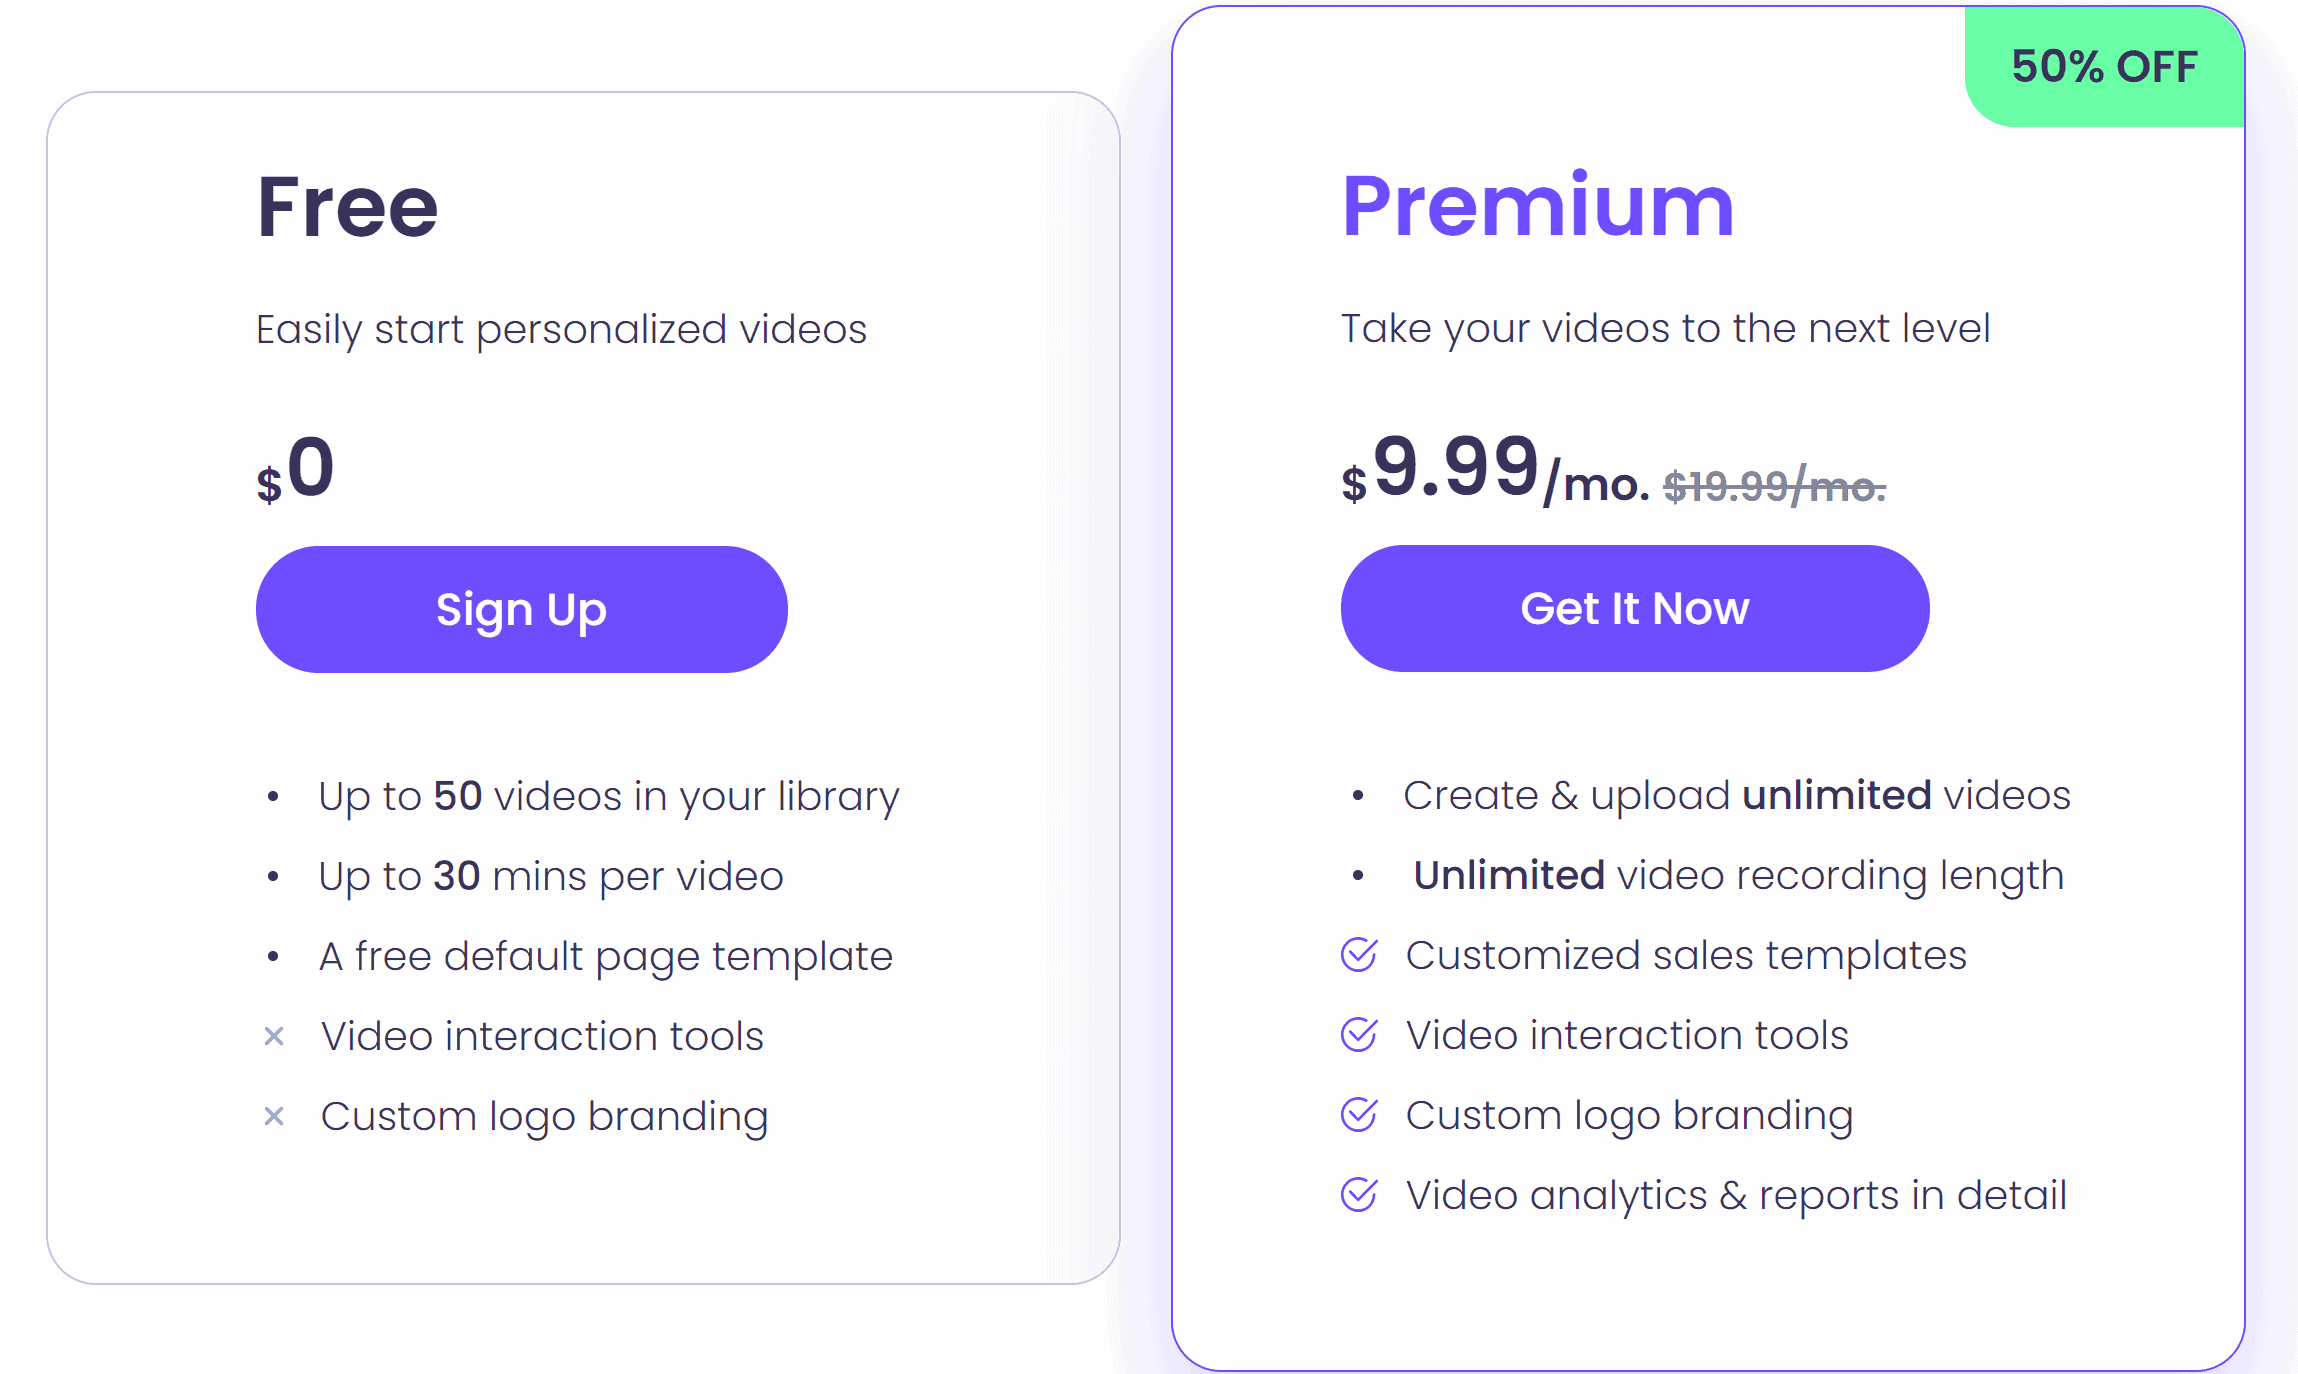 Free
Easily start personalized videos
$0
Sign Up
• Up to 50 videos in your library
• Up to 30 mins per video
• A free default page template
× Video interaction tools
× Custom logo branding
50% OFF
Premium
Take your videos to the next level
$9.99/mo. $19.99/mo.
Get It Now
• Create & upload unlimited videos
• Unlimited video recording length
Customized sales templates
Video interaction tools
Custom logo branding
Video analytics & reports in detail